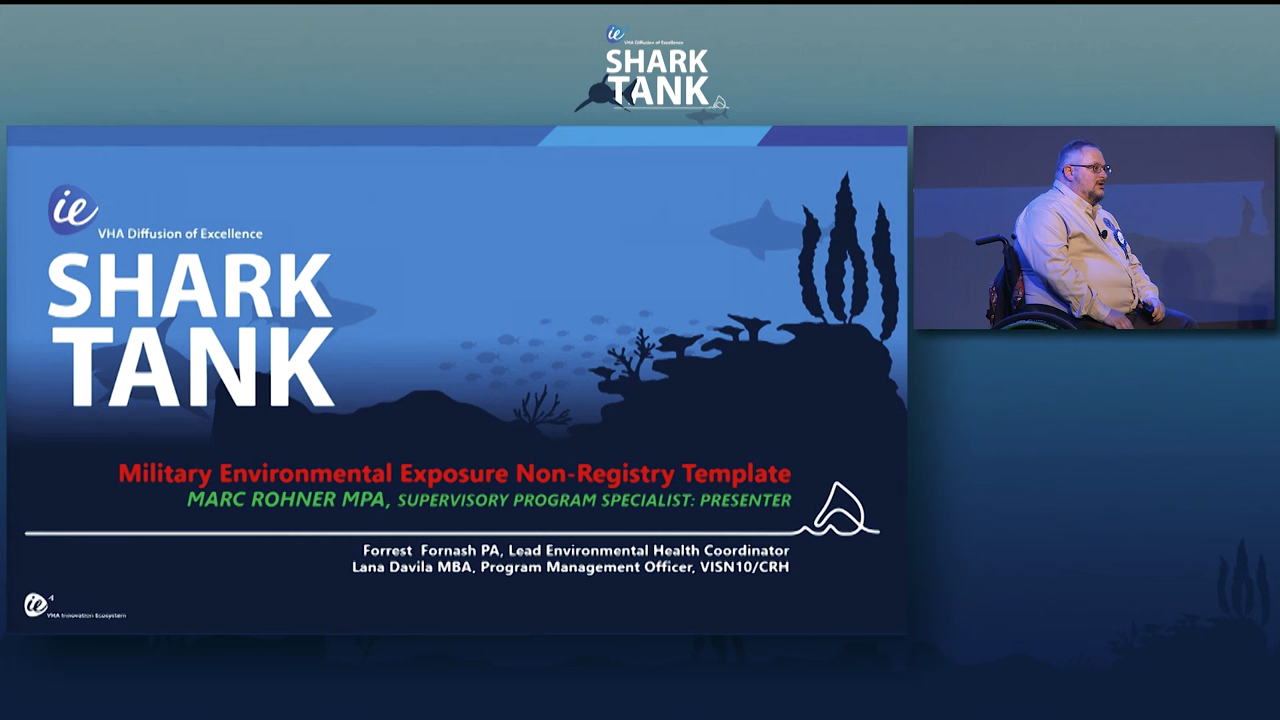 ie
VHA Diffusion of Excellence
SHARK
TANK
ie
VHA Diffusion of Excellence
SHARK
TANK
Military Environmental Exposure Non-Registry Template
MARC ROHNER MPA, SUPERVISORY PROGRAM SPECIALIST: PRESENTER
Forrest Fornash PA, Lead Environmental Health Coordinator
Lana Davila MBA, Program Management Officer, VISN10/CRH
ie
VHA Innovation Ecosystem